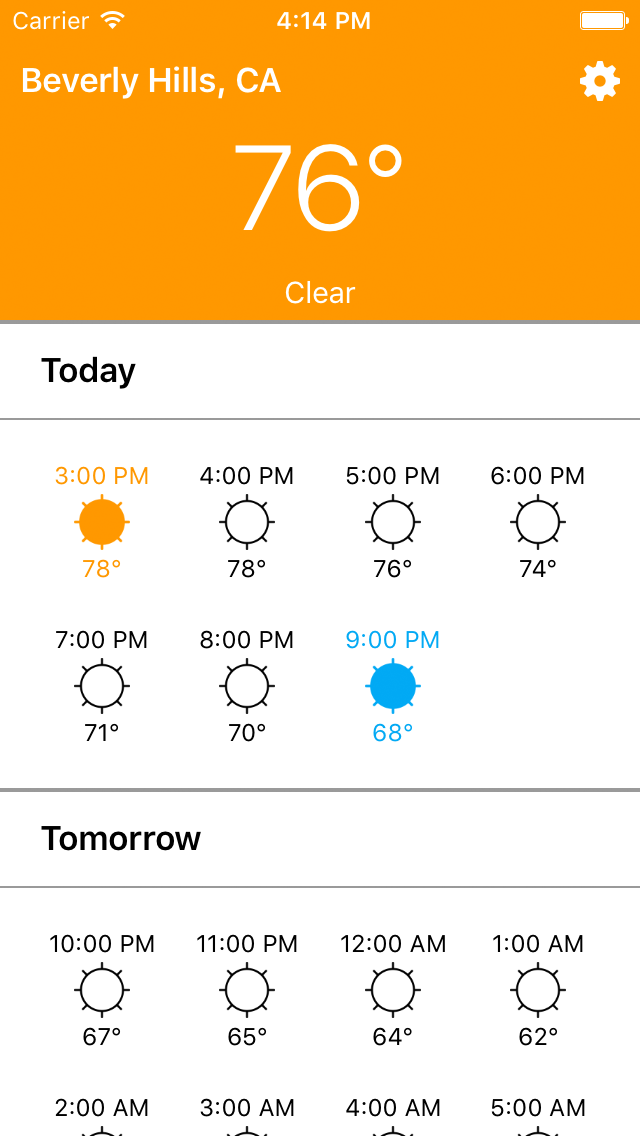 Carrier 4:14 PM
Beverly Hills, CA
76°
Clear
Today
3:00 PM 4:00 PM 5:00 PM 6:00 PM
78° 78° 76° 74°
7:00 PM 8:00 PM 9:00 PM
71° 70° 68°
Tomorrow
10:00 PM 11:00 PM 12:00 AM 1:00 AM
67° 65° 64° 62°
2:00 AM 3:00 AM 4:00 AM 5:00 AM